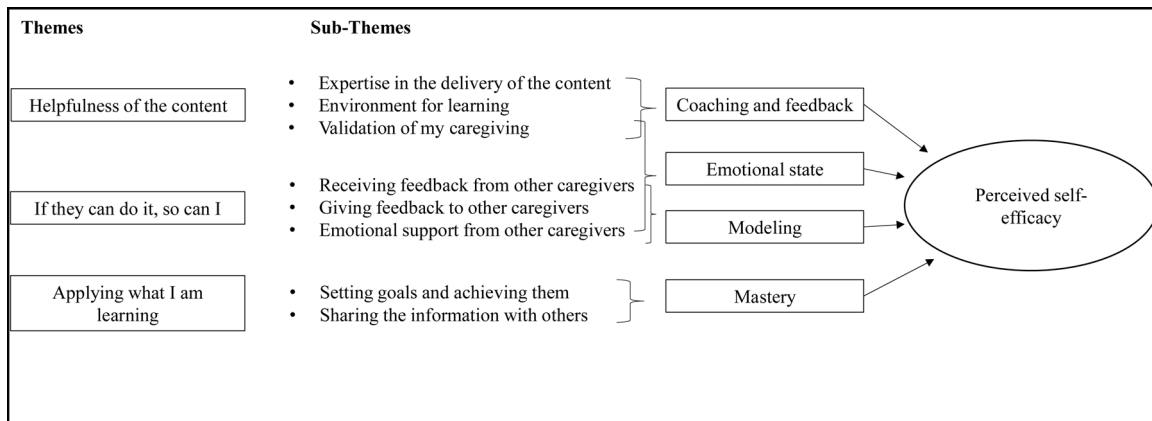 Themes
Sub-Themes
Helpfulness of the content
• Expertise in the delivery of the content
• Environment for learning
• Validation of my caregiving
If they can do it, so can I
• Receiving feedback from other caregivers
• Giving feedback to other caregivers
• Emotional support from other caregivers
Applying what I am
learning
• Setting goals and achieving them
• Sharing the information with others
Coaching and feedback
Emotional state
Modeling
Mastery
Perceived self-
efficacy